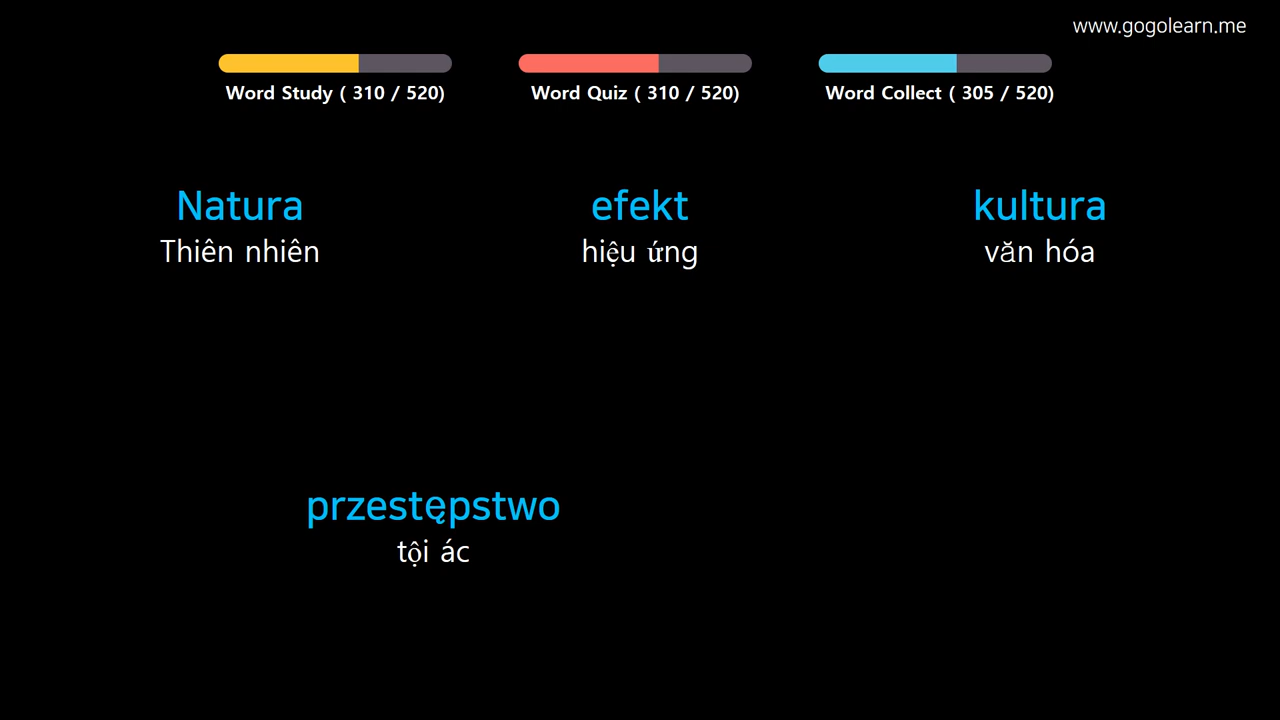 www.gogolearn.me
Word Study ( 310 / 520)
Word Quiz ( 310 / 520)
Word Collect ( 305 / 520)
Natura
Thiên nhiên
efekt
hiệu ứng
kultura
văn hóa
przestępstwo
tội ác